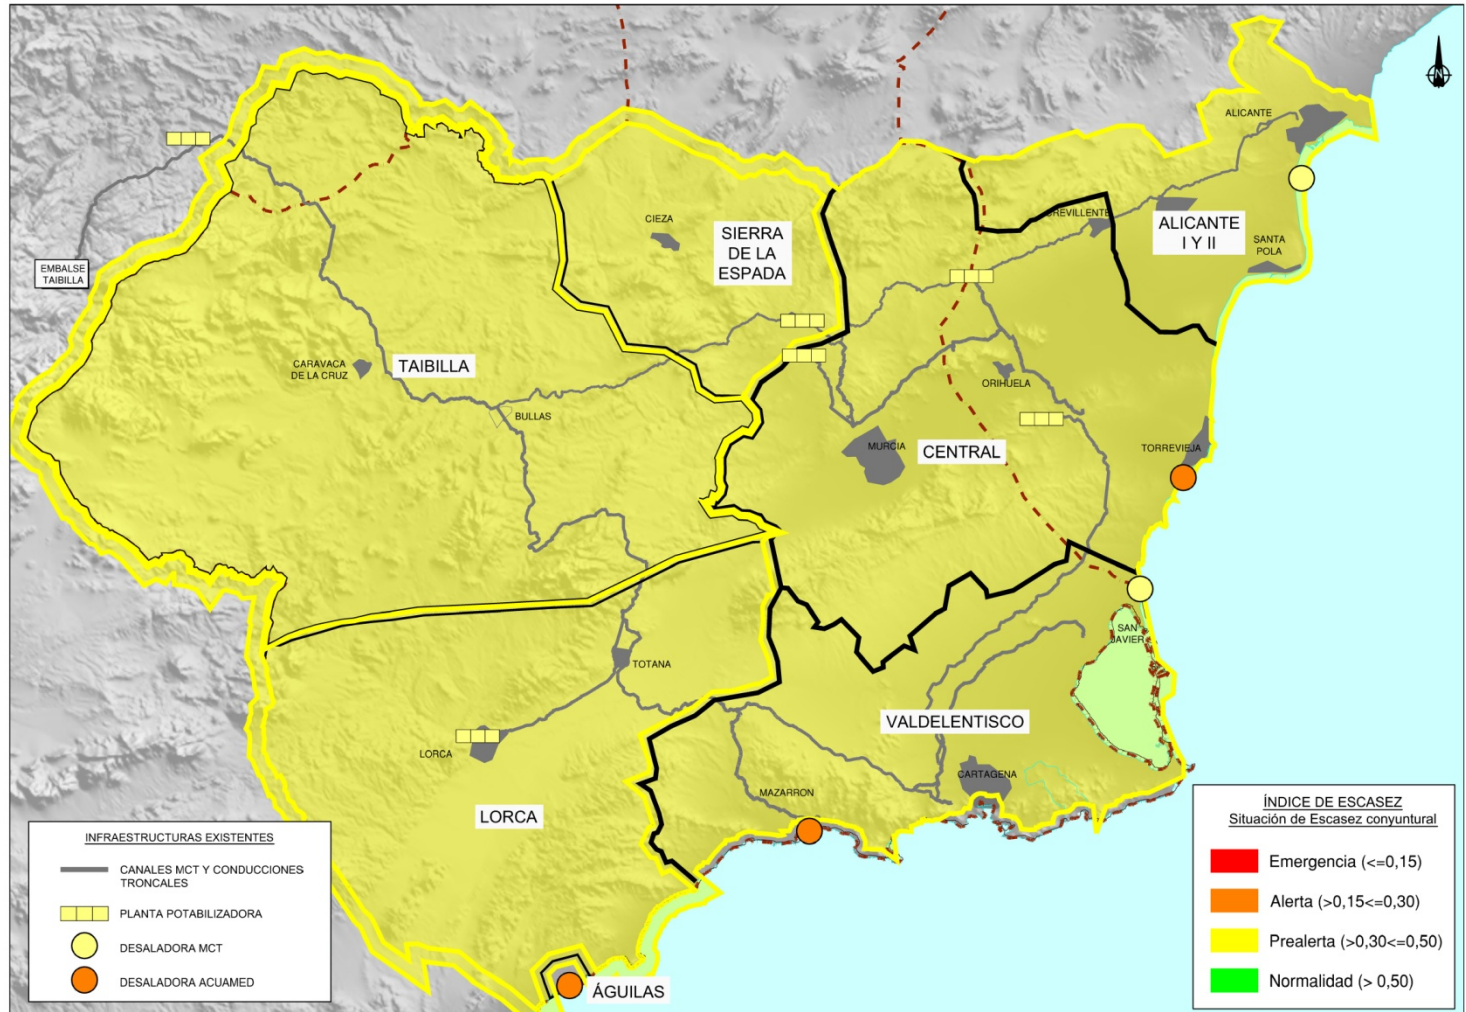 ALICANTE
CIEZA
SIERRA
DE LA
ESPADA
CREVILLENTE
ALICANTE
I Y II
SANTA
POLA
EMBALSE
TAIBILLA
CARAVACA
DE LA CRUZ
TAIBILLA
ORIHUELA
BULLAS
MURCIA
CENTRAL
TORREVIEJA
SAN
JAVIER
TOTANA
VALDELENTISCO
LORCA
CARTAGENA
MAZARRON
LORCA
ÁGUILAS
N
INFRAESTRUCTURAS EXISTENTES
CANALES MCT Y CONDUCCIONES
TRONCALES
PLANTA POTABILIZADORA
DESALADORA MCT
DESALADORA ACUAMED
ÍNDICE DE ESCASEZ
Situación de Escasez conyuntural
Emergencia (<=0,15)
Alerta (>0,15<=0,30)
Prealerta (>0,30<=0,50)
Normalidad (> 0,50)